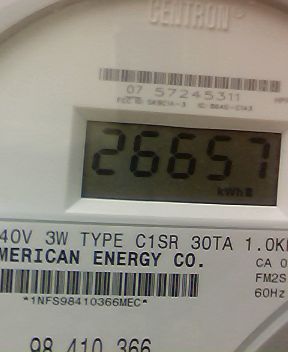 CENTRON®
07 57245311
26657
kWh
40V 3W TYPE C1SR 30TA 1.0K
MERICAN ENERGY CO.
CA 0
FM2S
*1NFS98410366MEC*
60Hz
98 410 366